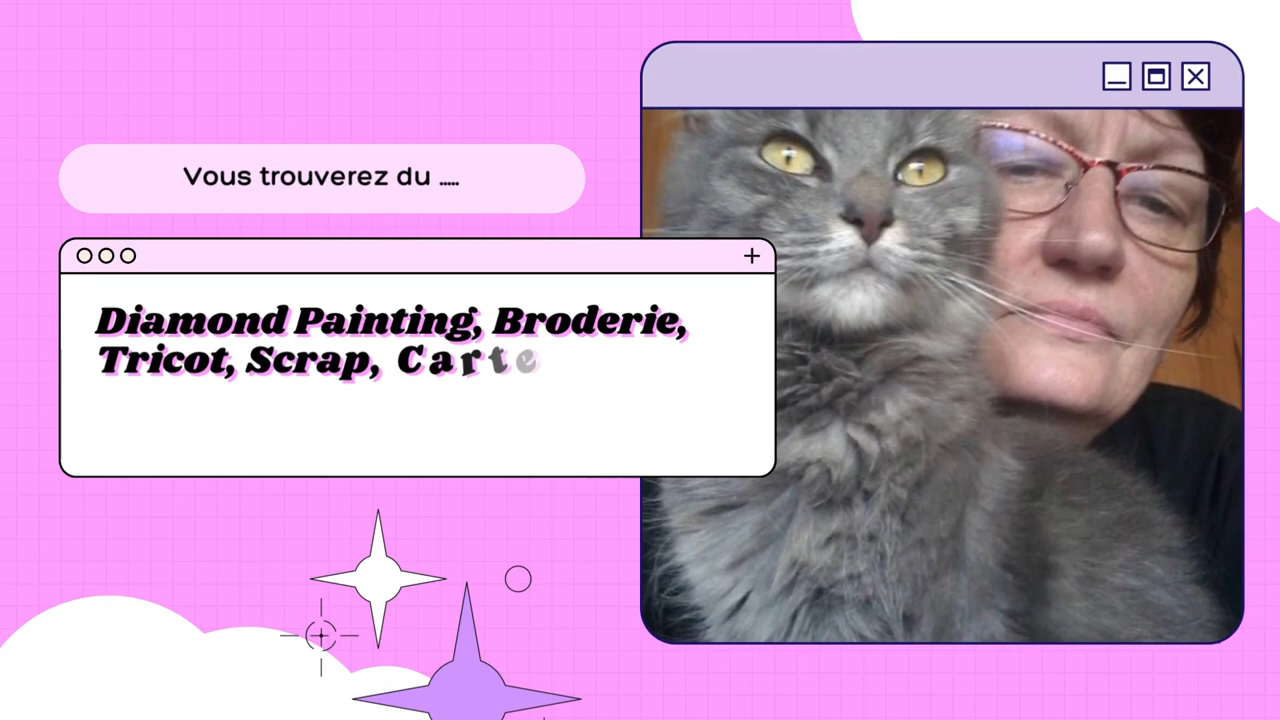 Vous trouverez du .....
Diamond Painting, Broderie,
Tricot, Scrap, Carte